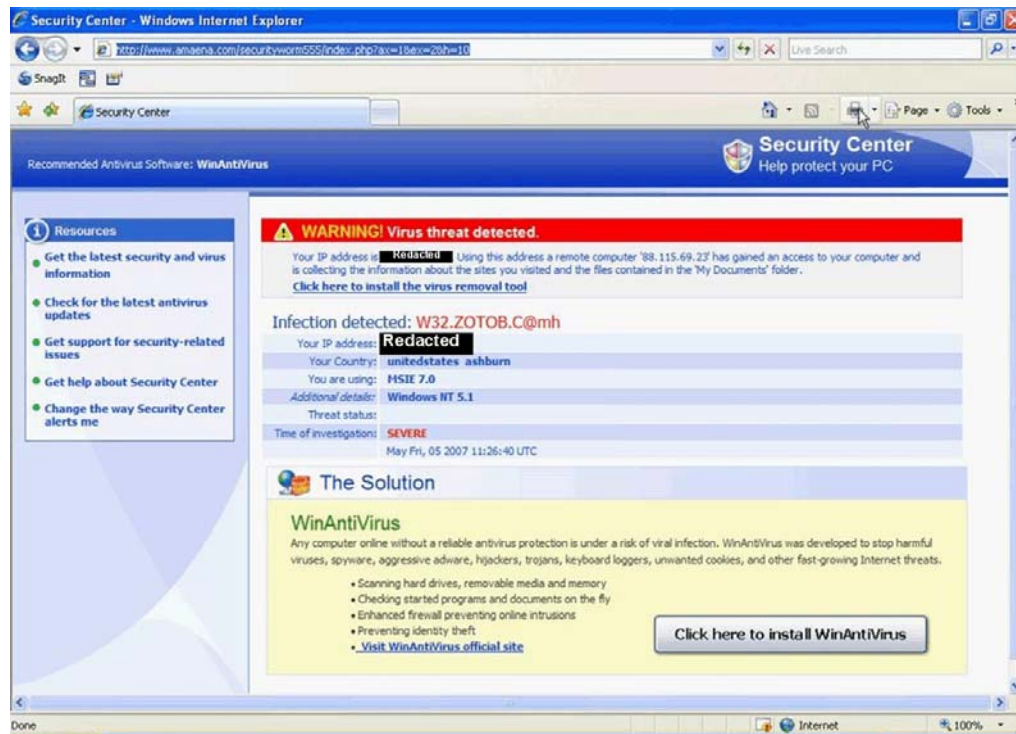 Security Center - Windows Internet Explorer
http://www.amaena.com/securityworm555/index.php?ax=1&ex=2&h=10
Live Search
SnagIt
Security Center
Page
Tools
Recommended Antivirus Software: WinAntiVirus
Security Center
Help protect your PC
Resources
Get the latest security and virus
information
Check for the latest antivirus
updates
Get support for security-related
issues
Get help about Security Center
Change the way Security Center
alerts me
WARNING! Virus threat detected.
Your IP address is Redacted Using this address a remote computer '88.115.69.23' has gained an access to your computer and
is collecting the information about the sites you visited and the files contained in the 'My Documents' folder.
Click here to install the virus removal tool
Infection detected: W32.ZOTOB.C@mh
Your IP address: Redacted
Your Country: unitedstates ashburn
You are using: MSIE 7.0
Additional details: Windows NT 5.1
Threat status:
Time of investigation: SEVERE
May Fri, 05 2007 11:26:40 UTC
The Solution
WinAntiVirus
Any computer online without a reliable antivirus protection is under a risk of viral infection. WinAntiVirus was developed to stop harmful
viruses, spyware, aggressive adware, hijackers, trojans, keyboard loggers, unwanted cookies, and other fast-growing Internet threats.
• Scanning hard drives, removable media and memory
• Checking started programs and documents on the fly
• Enhanced firewall preventing online intrusions
• Preventing identity theft
• Visit WinAntiVirus official site
Click here to install WinAntiVirus
Done
Internet
100%